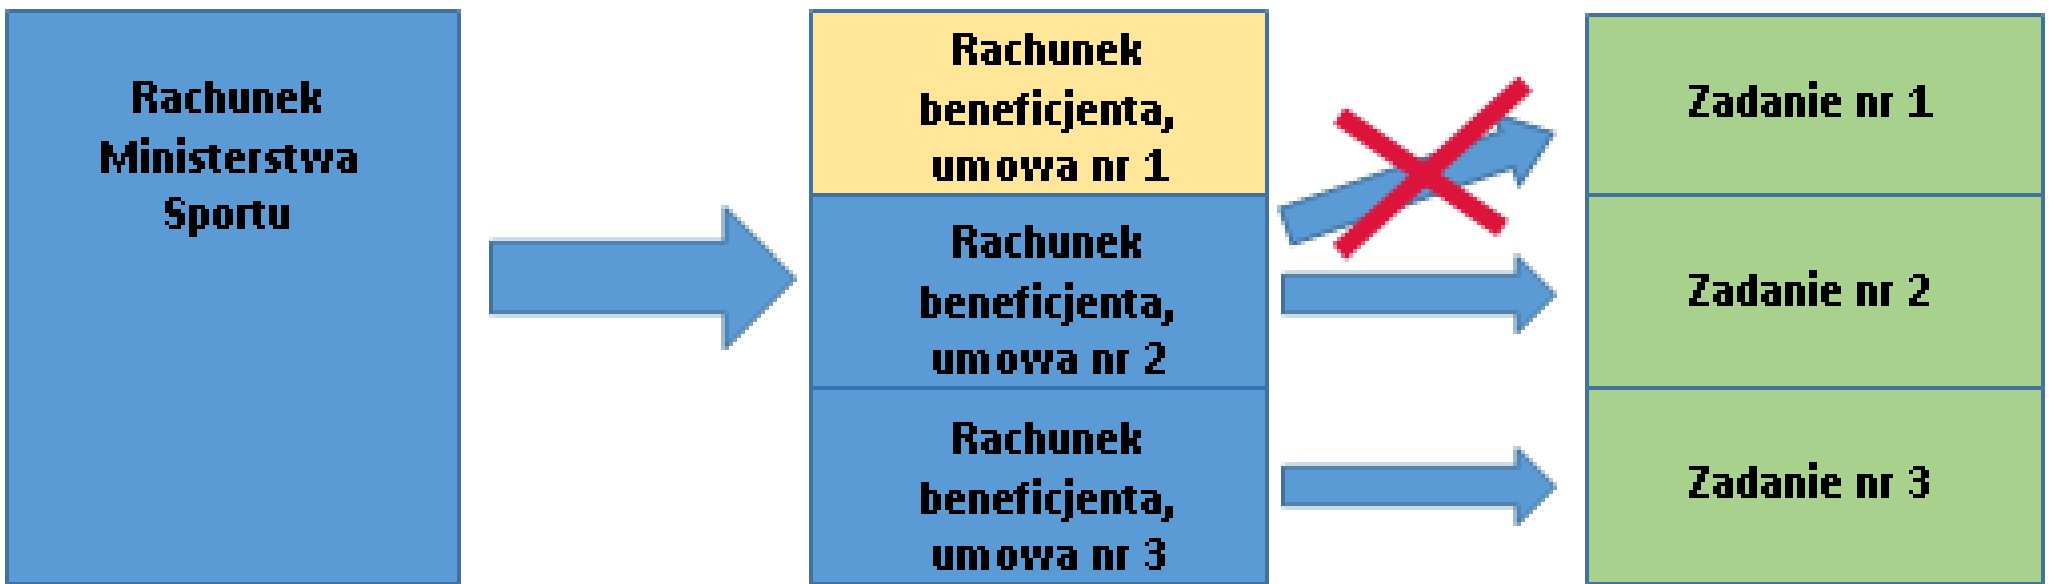 Rachunek
Ministerstwa
Sportu
Rachunek
beneficjenta,
umowa nr 1
Rachunek
beneficjenta,
umowa nr 2
Rachunek
beneficjenta,
umowa nr 3
Zadanie nr 1
Zadanie nr 2
Zadanie nr 3